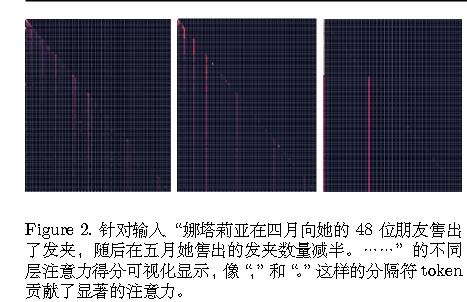 Figure 2. 针对输入“娜塔莉亚在四月向她的 48 位朋友售出
了发夹，随后在五月她售出的发夹数量减半。……”的不同
层注意力得分可视化显示，像“,”和“。”这样的分隔符 token
贡献了显著的注意力。